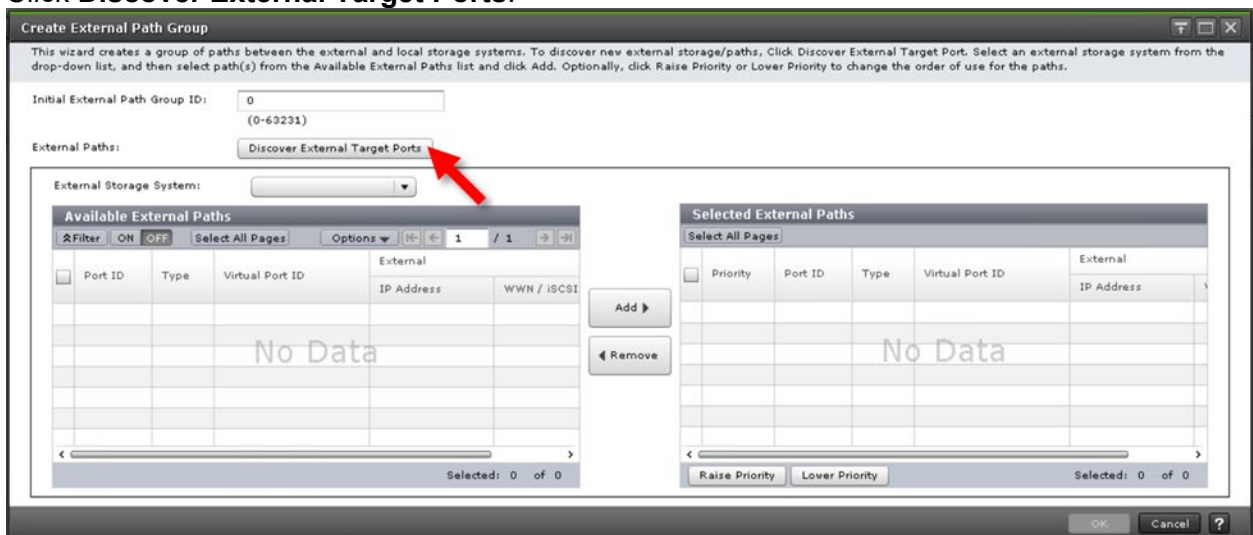 Click Discover External Target Ports.
Create External Path Group
This wizard creates a group of paths between the external and local storage systems. To discover new external storage/paths, Click Discover External Target Port. Select an external storage system from the
drop-down list, and then select path(s) from the Available External Paths list and click Add. Optionally, click Raise Priority or Lower Priority to change the order of use for the paths.
Initial External Path Group ID: 0
(0-63231)
External Paths: Discover External Target Ports
External Storage System:
Available External Paths
Filter ON OFF Select All Pages Options 1 / 1
Port ID Type Virtual Port ID External
IP Address WWN / iSCSI
No Data
Selected: 0 of 0
Add
Remove
Selected External Paths
Select All Pages
Priority Port ID Type Virtual Port ID External
IP Address
No Data
Raise Priority Lower Priority Selected: 0 of 0
OK Cancel ?